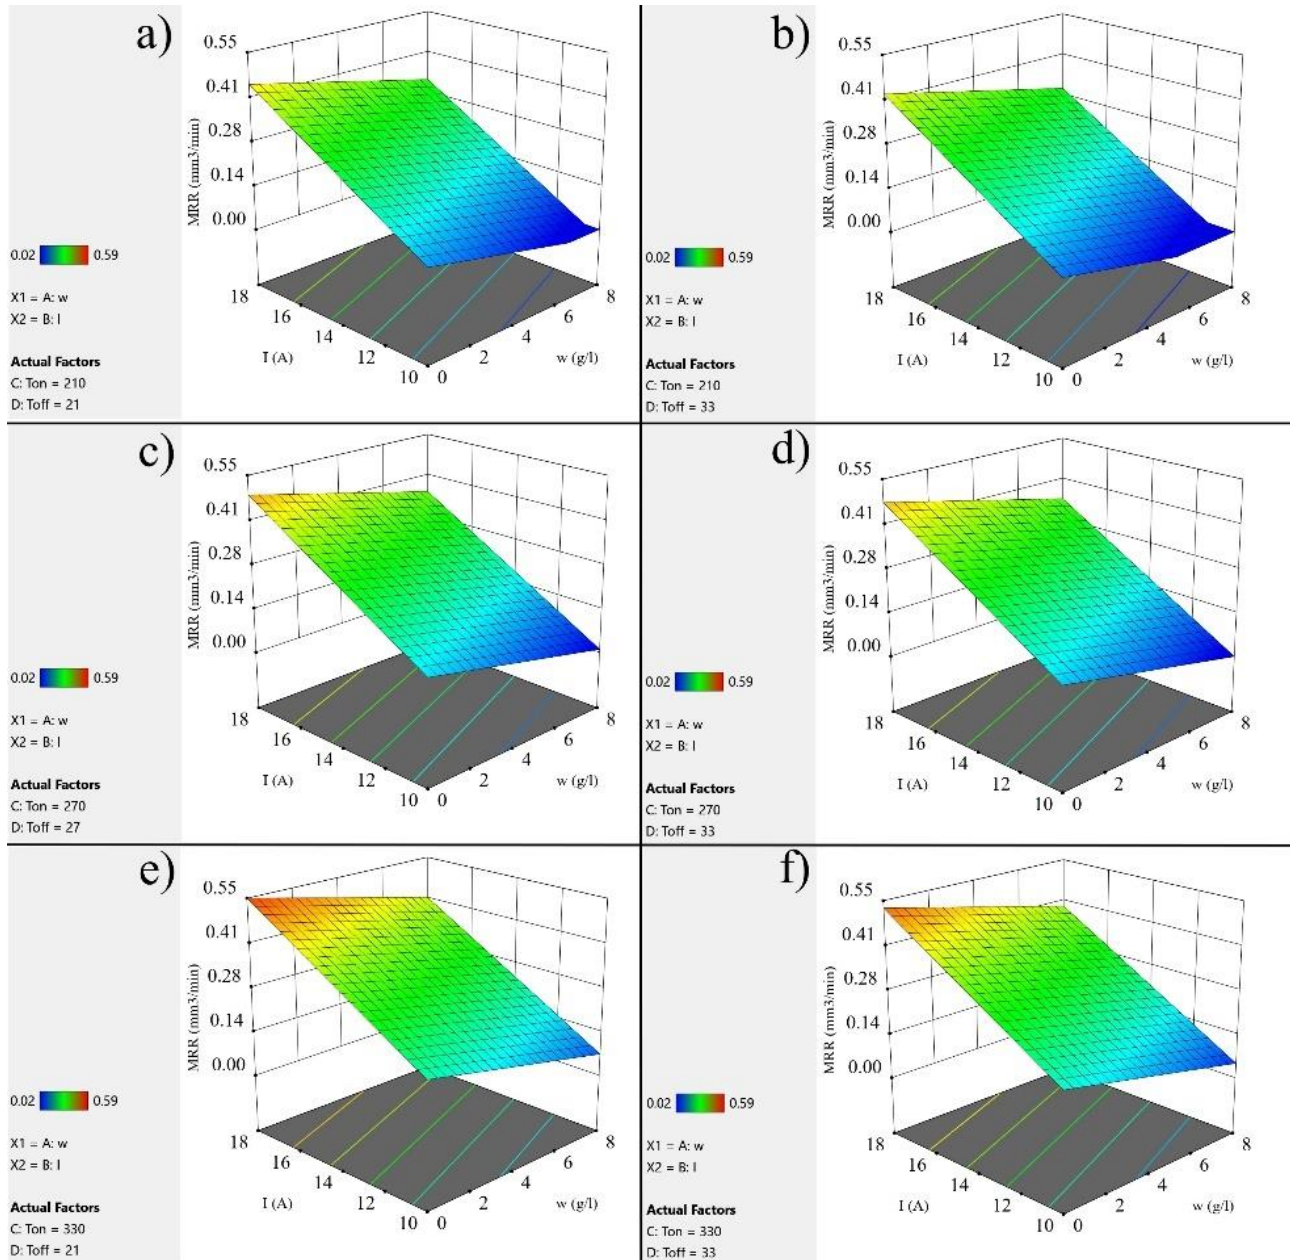 a)
0.55
0.41
0.28
0.14
0.00
MRR (mm3/min)
0.02 0.59
X1 = A: w
X2 = B: I
Actual Factors
C: Ton = 210
D: Toff = 21
18
16
14
12
10
I (A)
0
2
4
6
8
w (g/l)
b)
0.55
0.41
0.28
0.14
0.00
MRR (mm3/min)
0.02 0.59
X1 = A: w
X2 = B: I
Actual Factors
C: Ton = 210
D: Toff = 33
18
16
14
12
10
I (A)
0
2
4
6
8
w (g/l)
c)
0.55
0.41
0.28
0.14
0.00
MRR (mm3/min)
0.02 0.59
X1 = A: w
X2 = B: I
Actual Factors
C: Ton = 270
D: Toff = 27
18
16
14
12
10
I (A)
0
2
4
6
8
w (g/l)
d)
0.55
0.41
0.28
0.14
0.00
MRR (mm3/min)
0.02 0.59
X1 = A: w
X2 = B: I
Actual Factors
C: Ton = 270
D: Toff = 33
18
16
14
12
10
I (A)
0
2
4
6
8
w (g/l)
e)
0.55
0.41
0.28
0.14
0.00
MRR (mm3/min)
0.02 0.59
X1 = A: w
X2 = B: I
Actual Factors
C: Ton = 330
D: Toff = 21
18
16
14
12
10
I (A)
0
2
4
6
8
w (g/l)
f)
0.55
0.41
0.28
0.14
0.00
MRR (mm3/min)
0.02 0.59
X1 = A: w
X2 = B: I
Actual Factors
C: Ton = 330
D: Toff = 33
18
16
14
12
10
I (A)
0
2
4
6
8
w (g/l)